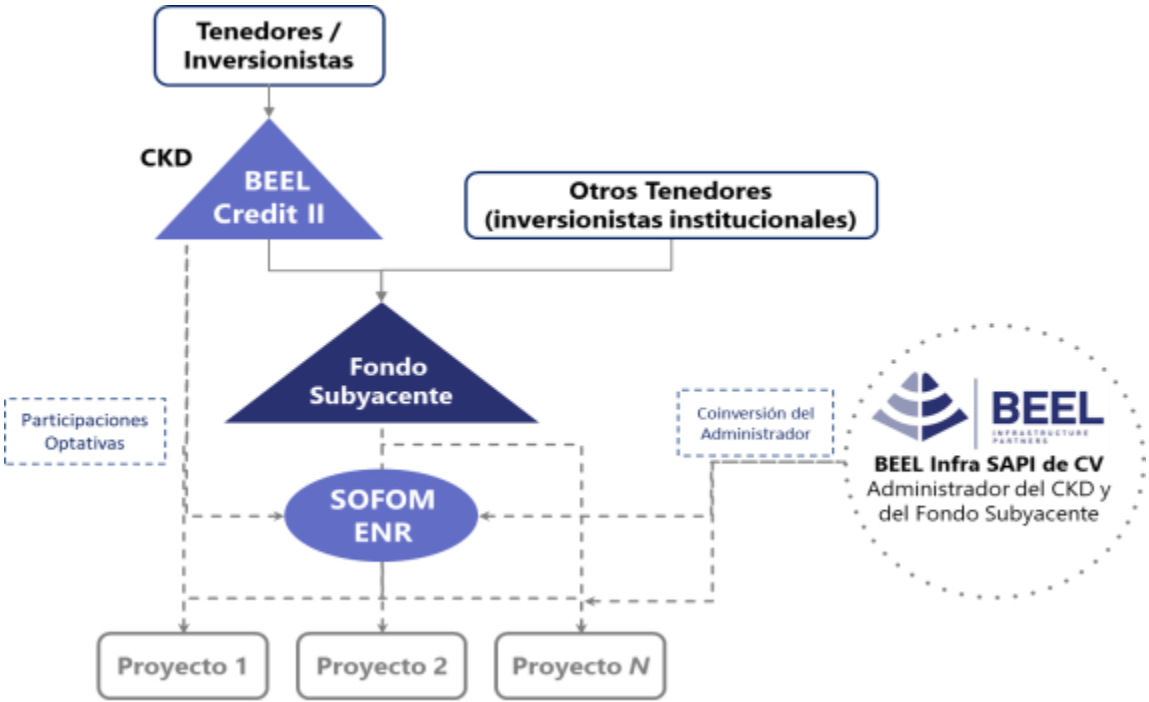 Tenedores /
Inversionistas
CKD
BEEL
Credit II
Otros Tenedores
(inversionistas institucionales)
Fondo
Subyacente
Participaciones
Optativas
Coinversión del
Administrador
BEEL
INFRASTRUCTURE
PARTNERS
BEEL Infra SAPI de CV
Administrador del CKD y
del Fondo Subyacente
SOFOM
ENR
Proyecto 1
Proyecto 2
Proyecto N